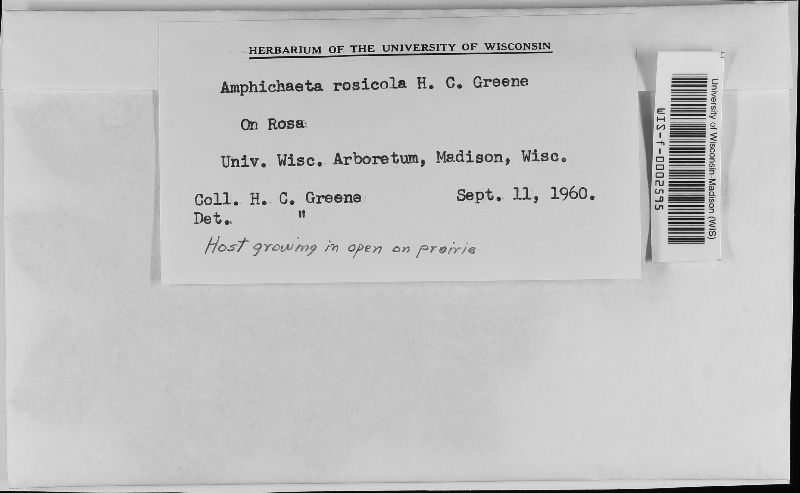 HERBARIUM OF THE UNIVERSITY OF WISCONSIN
Amphichaeta rosicola H. C. Greene
On Rosa
Univ. Wisc. Arboretum, Madison, Wisc.
Coll. H. C. Greene Sept. 11, 1960.
Det. "
Host growing in open on prairie
University of Wisconsin-Madison (WIS)
WIS-f-0002595